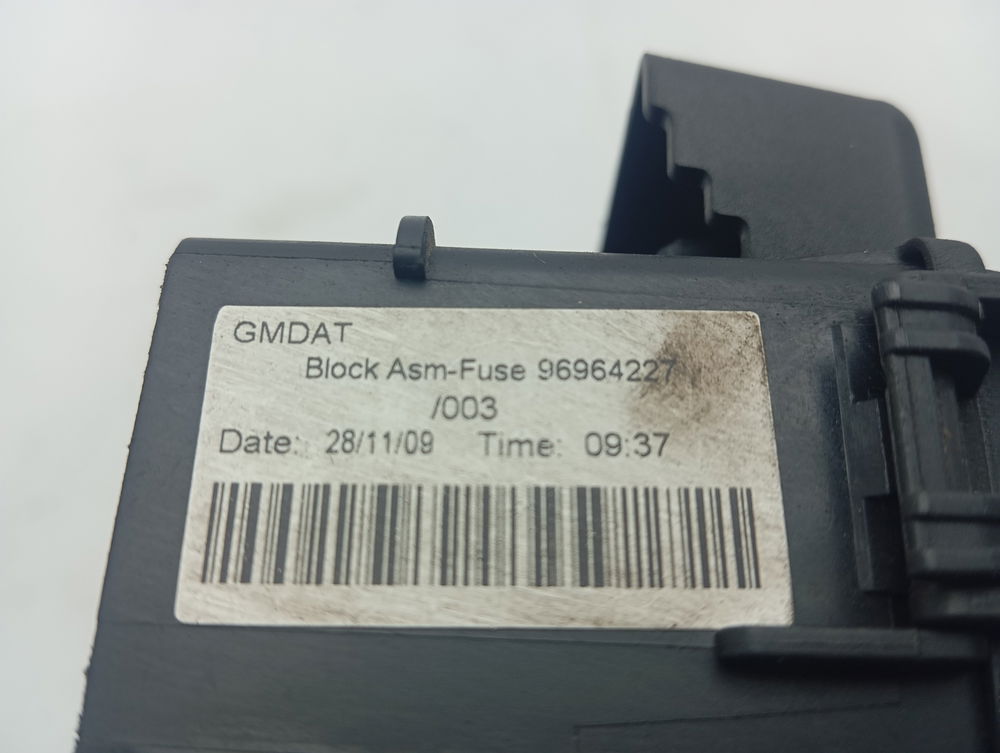 GMDAT
Block Asm-Fuse 96964227
/003
Date: 28/11/09 Time: 09:37